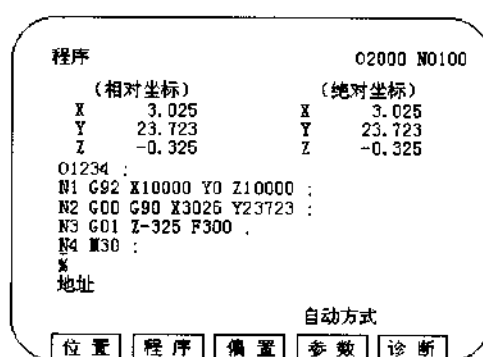 程序 O2000 N0100
(相对坐标) (绝对坐标)
X 3.025 X 3.025
Y 23.723 Y 23.723
Z -0.325 Z -0.325
O1234 ;
N1 G92 X10000 Y0 Z10000 ;
N2 G00 G90 X3025 Y23723 ;
N3 G01 Z-325 F300 ;
N4 M30 ;
%
地址
自动方式
位置 程序 偏置 参数 诊断